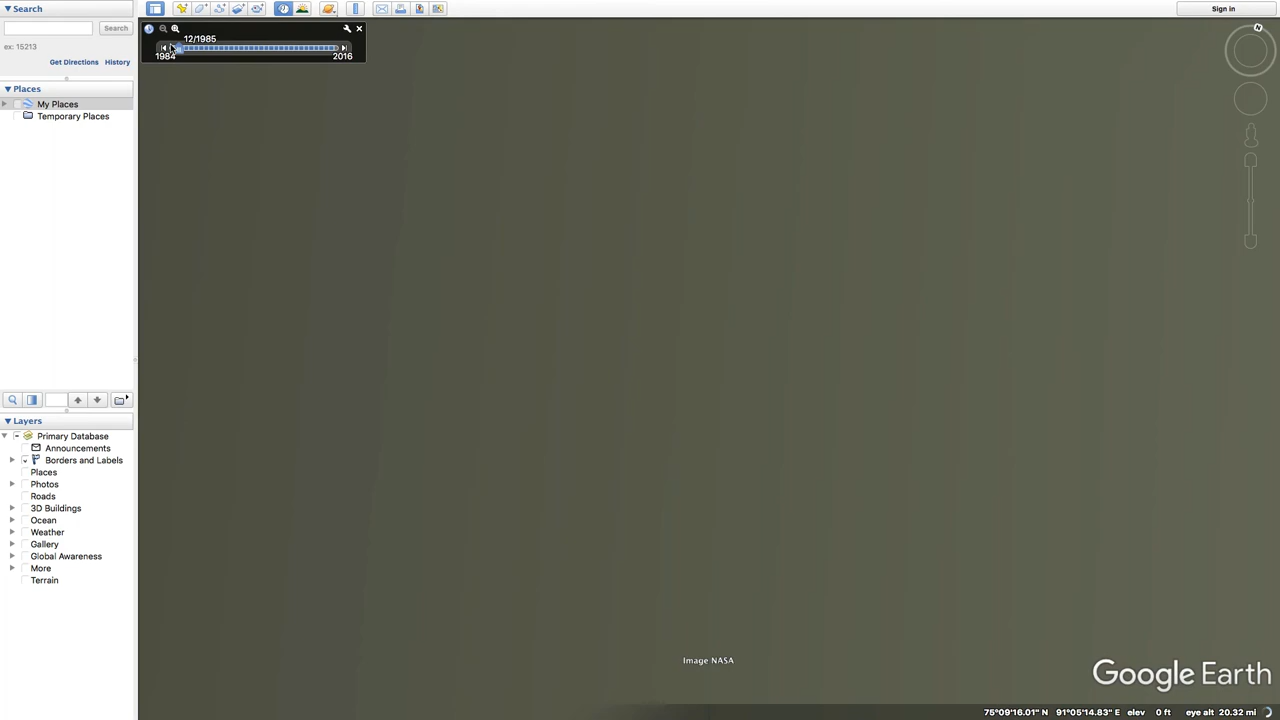 Search
Sign in
Search
ex: 15213
12/1985
1984
2016
Get Directions
History
Places
My Places
Temporary Places
Layers
Primary Database
Announcements
Borders and Labels
Places
Photos
Roads
3D Buildings
Ocean
Weather
Gallery
Global Awareness
More
Terrain
N
Image NASA
Google Earth
75°09'16.01" N 91°05'14.83" E elev 0 ft eye alt 20.32 mi